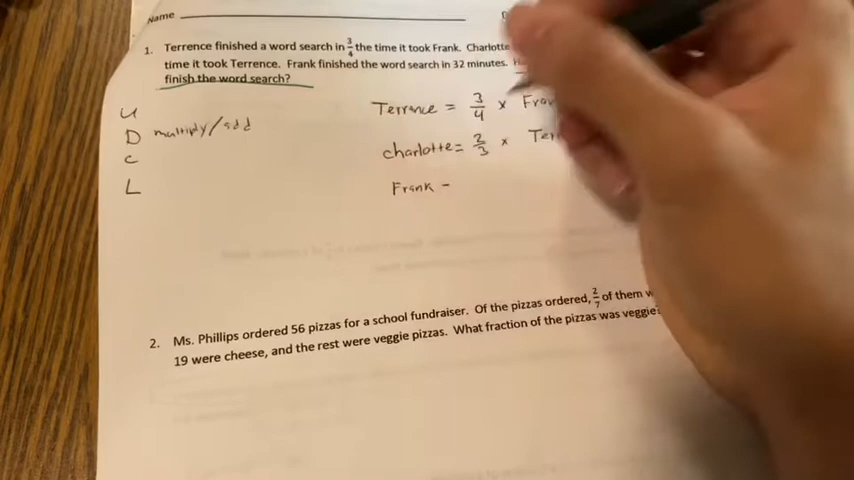 Name
1. Terrence finished a word search in 3/4 the time it took Frank. Charlotte
time it took Terrence. Frank finished the word search in 32 minutes.
finish the word search?
U
D multiply/add
C
L
Terrance = 3/4 ×
charlotte = 2/3 ×
Frank -
2. Ms. Phillips ordered 56 pizzas for a school fundraiser. Of the pizzas ordered, 2/7 of them
19 were cheese, and the rest were veggie pizzas. What fraction of the pizzas was veggie?